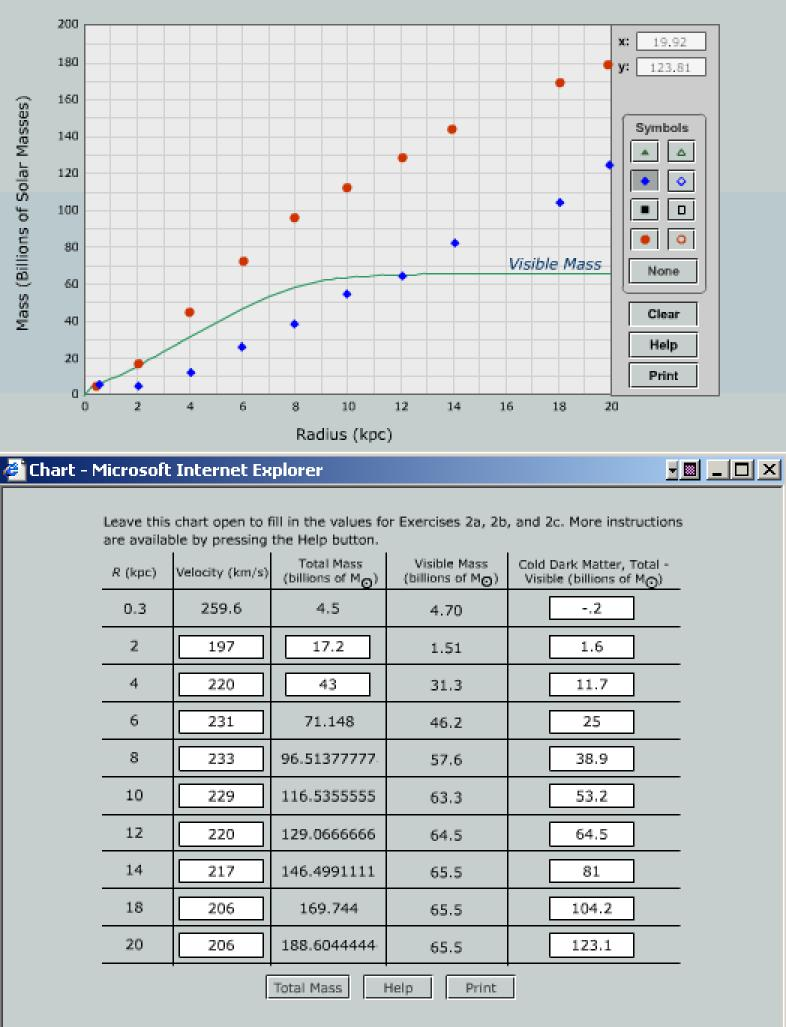 200
x: 19.92
180
y: 123.81
160
Mass (Billions of Solar Masses)
140
Symbols
120
100
80
Visible Mass
None
60
Clear
40
Help
20
Print
0
0 2 4 6 8 10 12 14 16 18 20
Radius (kpc)
Chart - Microsoft Internet Explorer
Leave this chart open to fill in the values for Exercises 2a, 2b, and 2c. More instructions
are available by pressing the Help button.
R (kpc) Velocity (km/s) Total Mass (billions of M⊙) Visible Mass (billions of M⊙) Cold Dark Matter, Total - Visible (billions of M⊙)
0.3 259.6 4.5 4.70 -.2
2 197 17.2 1.51 1.6
4 220 43 31.3 11.7
6 231 71.148 46.2 25
8 233 96.51377777 57.6 38.9
10 229 116.5355555 63.3 53.2
12 220 129.0666666 64.5 64.5
14 217 146.4991111 65.5 81
18 206 169.744 65.5 104.2
20 206 188.6044444 65.5 123.1
Total Mass Help Print